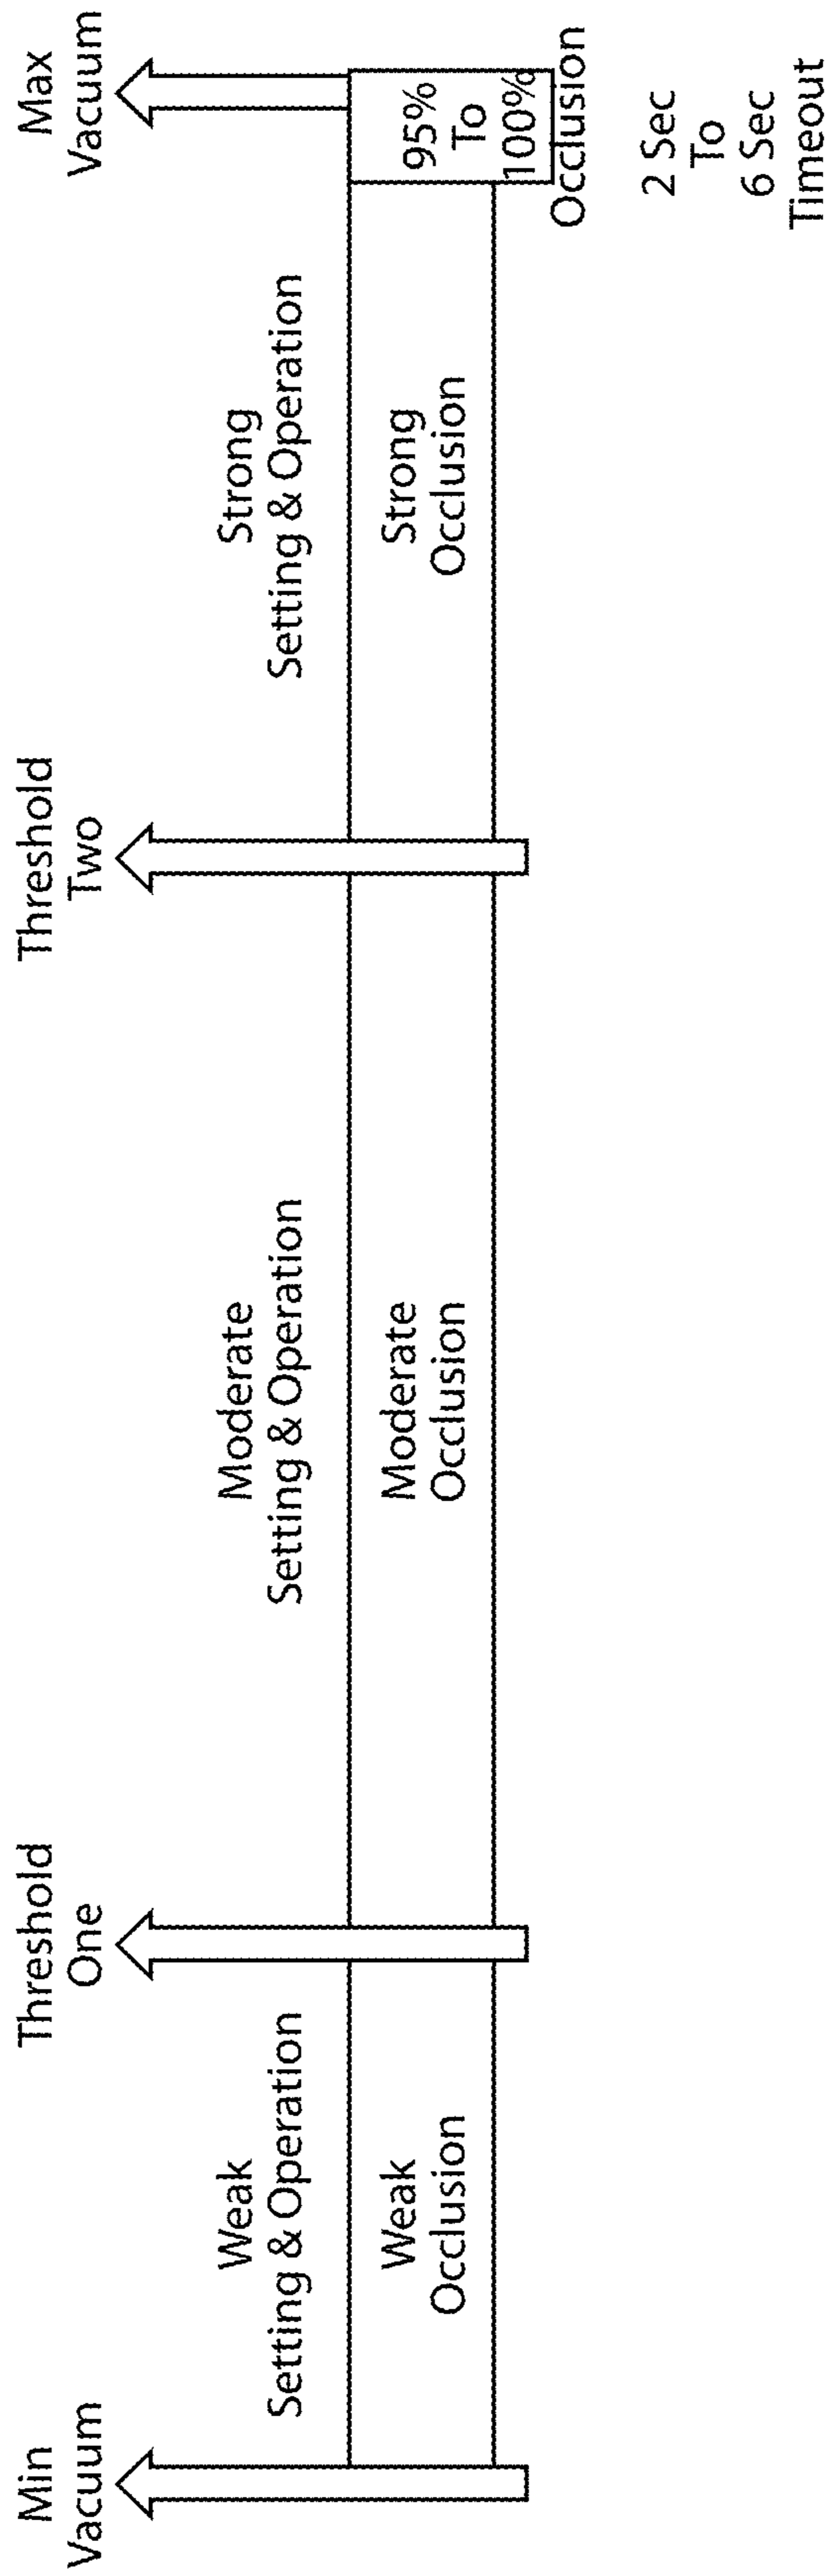 Min
Vacuum
Threshold
One
Threshold
Two
Max
Vacuum
Weak
Setting & Operation
Moderate
Setting & Operation
Strong
Setting & Operation
Weak
Occlusion
Moderate
Occlusion
Strong
Occlusion
95%
To
100%
Occlusion
2 Sec
To
6 Sec
Timeout